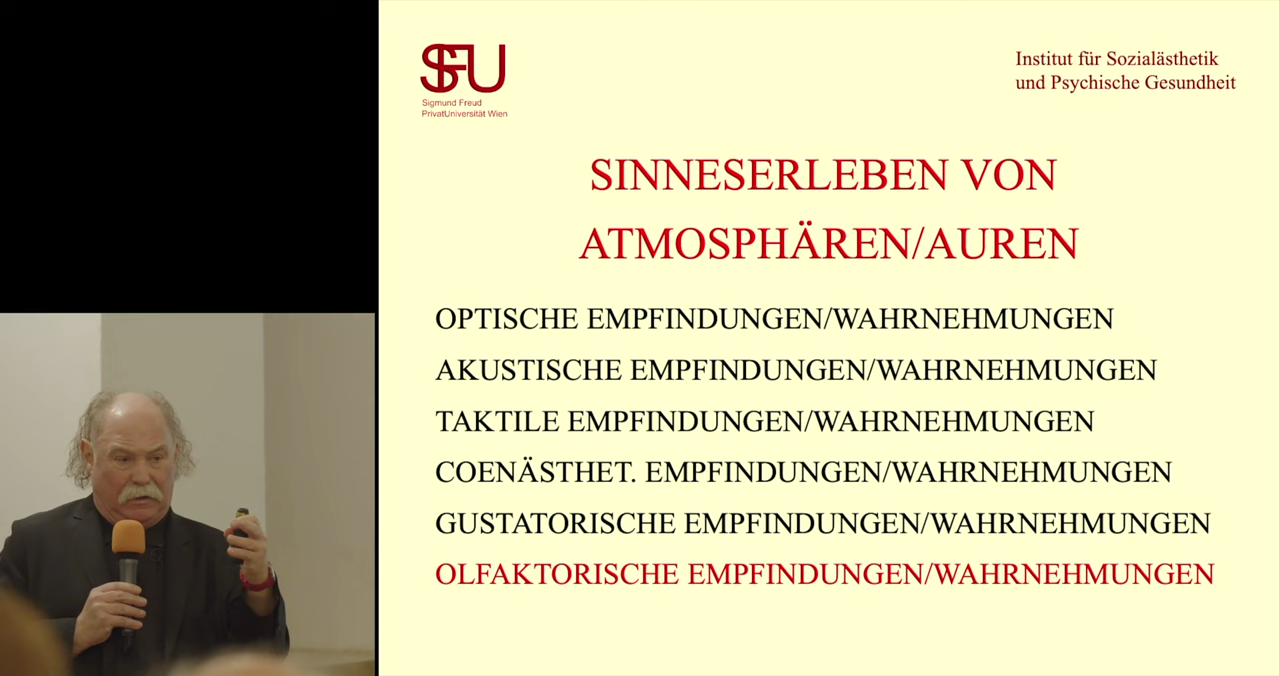 SFU
Sigmund Freud
PrivatUniversität Wien
Institut für Sozialästhetik
und Psychische Gesundheit
SINNESERLEBEN VON
ATMOSPHÄREN/AUREN
OPTISCHE EMPFINDUNGEN/WAHRNEHMUNGEN
AKUSTISCHE EMPFINDUNGEN/WAHRNEHMUNGEN
TAKTILE EMPFINDUNGEN/WAHRNEHMUNGEN
COENÄSTHET. EMPFINDUNGEN/WAHRNEHMUNGEN
GUSTATORISCHE EMPFINDUNGEN/WAHRNEHMUNGEN
OLFAKTORISCHE EMPFINDUNGEN/WAHRNEHMUNGEN